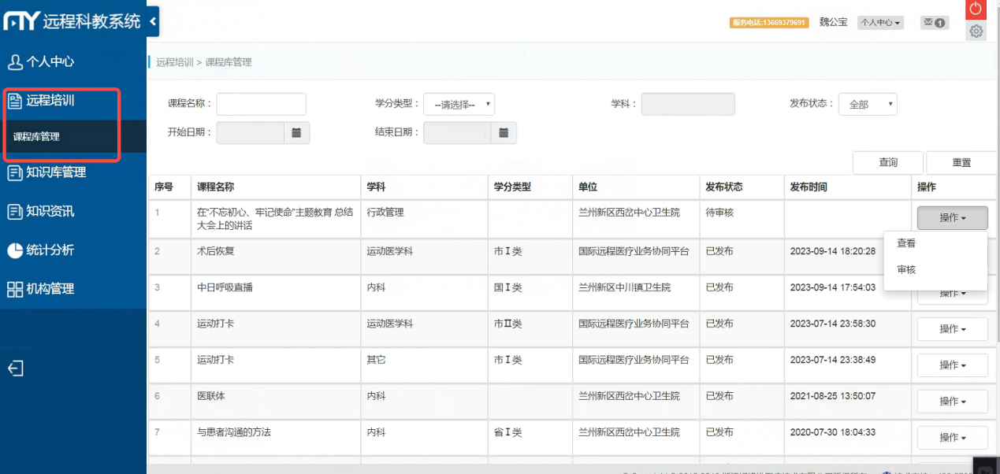 远程科教系统
服务电话:13669379691 魏公宝 个人中心 1
个人中心
远程培训 > 课程库管理
远程培训
课程库管理
知识库管理
知识资讯
统计分析
机构管理
课程名称： 学分类型： --请选择-- 学科： 发布状态： 全部
开始日期： 结束日期：
查询 重置
序号 课程名称 学科 学分类型 单位 发布状态 发布时间 操作
1 在“不忘初心、牢记使命”主题教育 总结 行政管理 兰州新区西岔中心卫生院 待审核 操作
大会上的讲话
查看
审核
2 术后恢复 运动医学科 市Ⅰ类 国际远程医疗业务协同平台 已发布 2023-09-14 18:20:28
3 中日呼吸直播 内科 国Ⅰ类 兰州新区中川镇卫生院 已发布 2023-09-14 17:54:03 操作
4 运动打卡 运动医学科 市Ⅱ类 国际远程医疗业务协同平台 已发布 2023-07-14 23:58:30 操作
5 运动打卡 其它 市Ⅰ类 国际远程医疗业务协同平台 已发布 2023-07-14 23:38:49 操作
6 医联体 内科 兰州新区西岔中心卫生院 已发布 2021-08-25 13:50:07 操作
7 与患者沟通的方法 内科 省Ⅰ类 兰州新区西岔中心卫生院 已发布 2020-07-30 18:04:33 操作